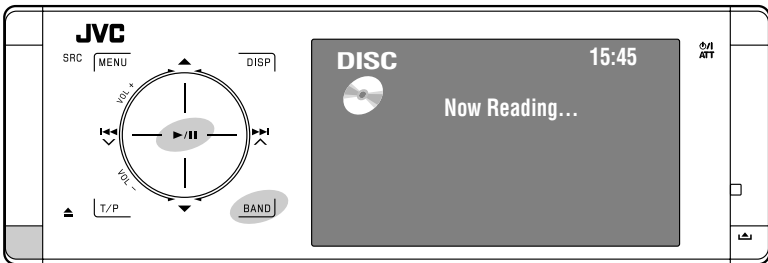 JVC
SRC
MENU
DISP
VOL +
VOL –
T/P
BAND
DISC
15:45
Now Reading...
ATT